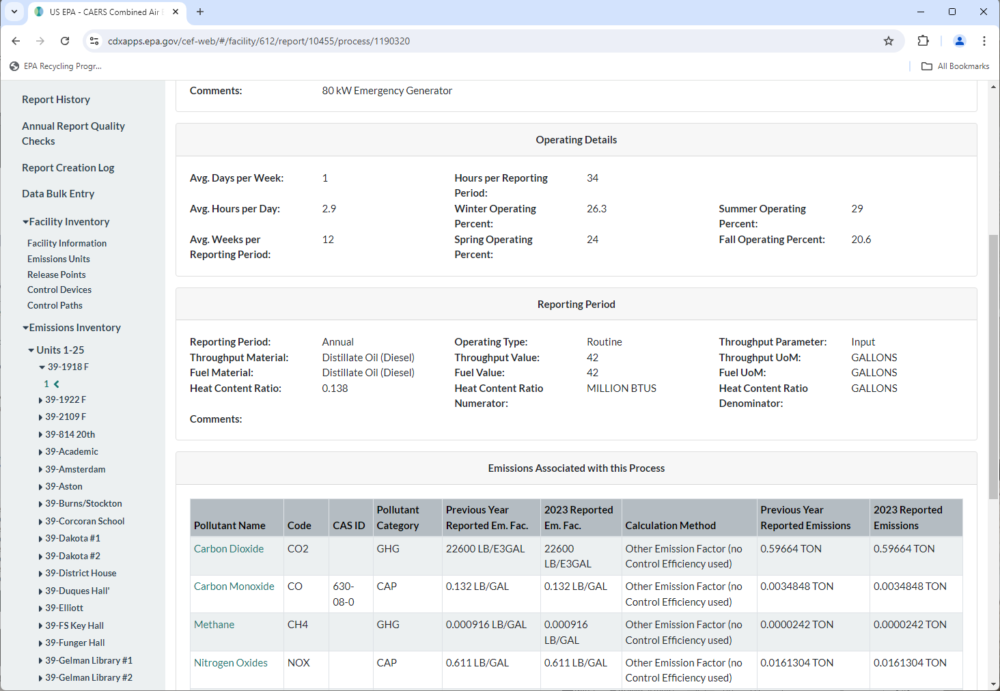 US EPA - CAERS Combined Air E
cdxapps.epa.gov/cef-web/#/facility/612/report/10455/process/1190320
EPA Recycling Progr...
All Bookmarks
Report History
Annual Report Quality
Checks
Report Creation Log
Data Bulk Entry
Facility Inventory
Facility Information
Emissions Units
Release Points
Control Devices
Control Paths
Emissions Inventory
Units 1-25
39-1918 F
1
39-1922 F
39-2109 F
39-814 20th
39-Academic
39-Amsterdam
39-Aston
39-Burns/Stockton
39-Corcoran School
39-Dakota #1
39-Dakota #2
39-District House
39-Duques Hall'
39-Elliott
39-FS Key Hall
39-Funger Hall
39-Gelman Library #1
39-Gelman Library #2
Comments: 80 kW Emergency Generator
Operating Details
Avg. Days per Week: 1 Hours per Reporting 34
Period:
Avg. Hours per Day: 2.9 Winter Operating 26.3 Summer Operating 29
Percent: Percent:
Avg. Weeks per 12 Spring Operating 24 Fall Operating Percent: 20.6
Reporting Period: Percent:
Reporting Period
Reporting Period: Annual Operating Type: Routine Throughput Parameter: Input
Throughput Material: Distillate Oil (Diesel) Throughput Value: 42 Throughput UoM: GALLONS
Fuel Material: Distillate Oil (Diesel) Fuel Value: 42 Fuel UoM: GALLONS
Heat Content Ratio: 0.138 Heat Content Ratio MILLION BTUS Heat Content Ratio GALLONS
Numerator: Denominator:
Comments:
Emissions Associated with this Process
Pollutant Previous Year 2023 Reported Previous Year 2023 Reported
Pollutant Name Code CAS ID Category Reported Em. Fac. Em. Fac. Calculation Method Reported Emissions Emissions
Carbon Dioxide CO2 GHG 22600 LB/E3GAL 22600 Other Emission Factor (no 0.59664 TON 0.59664 TON
LB/E3GAL Control Efficiency used)
Carbon Monoxide CO 630- CAP 0.132 LB/GAL 0.132 LB/GAL Other Emission Factor (no 0.0034848 TON 0.0034848 TON
08-0 Control Efficiency used)
Methane CH4 GHG 0.000916 LB/GAL 0.000916 Other Emission Factor (no 0.0000242 TON 0.0000242 TON
LB/GAL Control Efficiency used)
Nitrogen Oxides NOX CAP 0.611 LB/GAL 0.611 LB/GAL Other Emission Factor (no 0.0161304 TON 0.0161304 TON
Control Efficiency used)